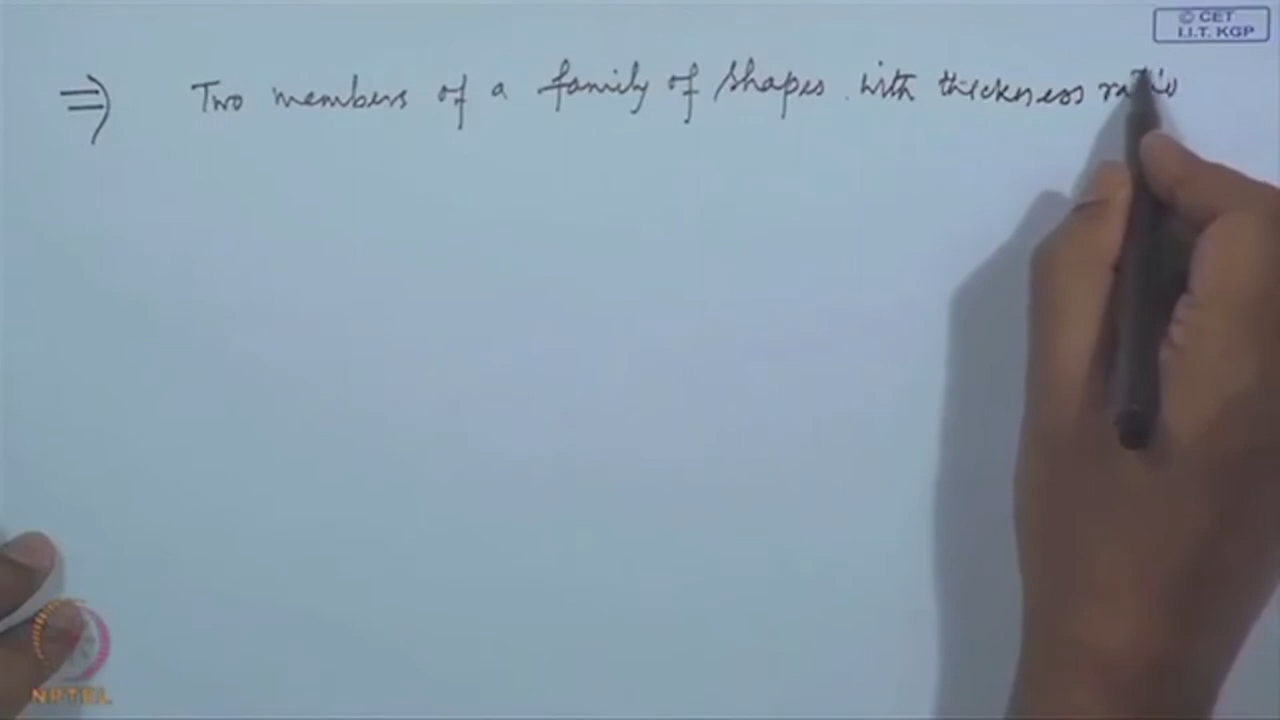 © CET
I.I.T. KGP
⇒ Two members of a family of shapes with thickness ratio
NPTEL